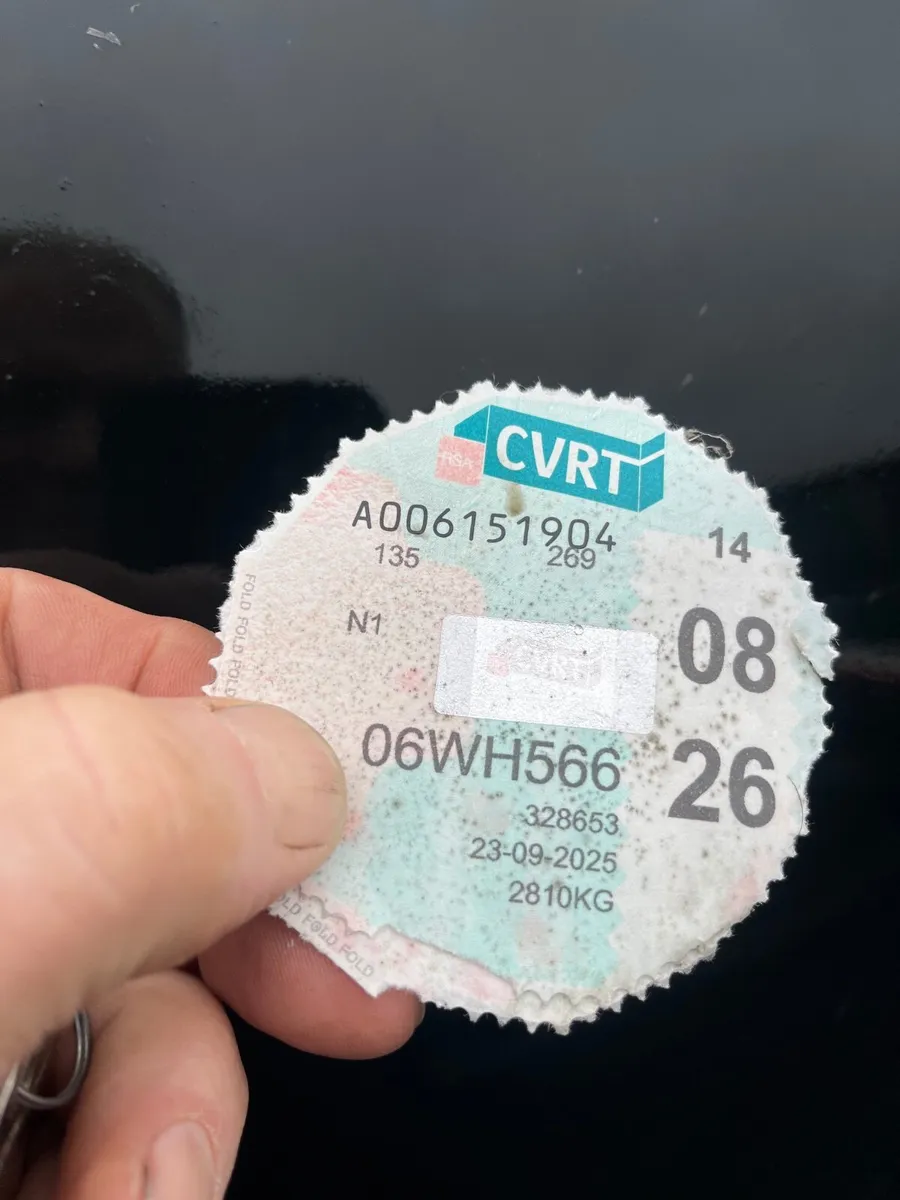 RSA
CVRT
A006151904
135 269 14
N1
CVRT
08
06WH566
26
328653
23-09-2025
2810KG
FOLD FOLD FOLD
OLD FOLD FOLD